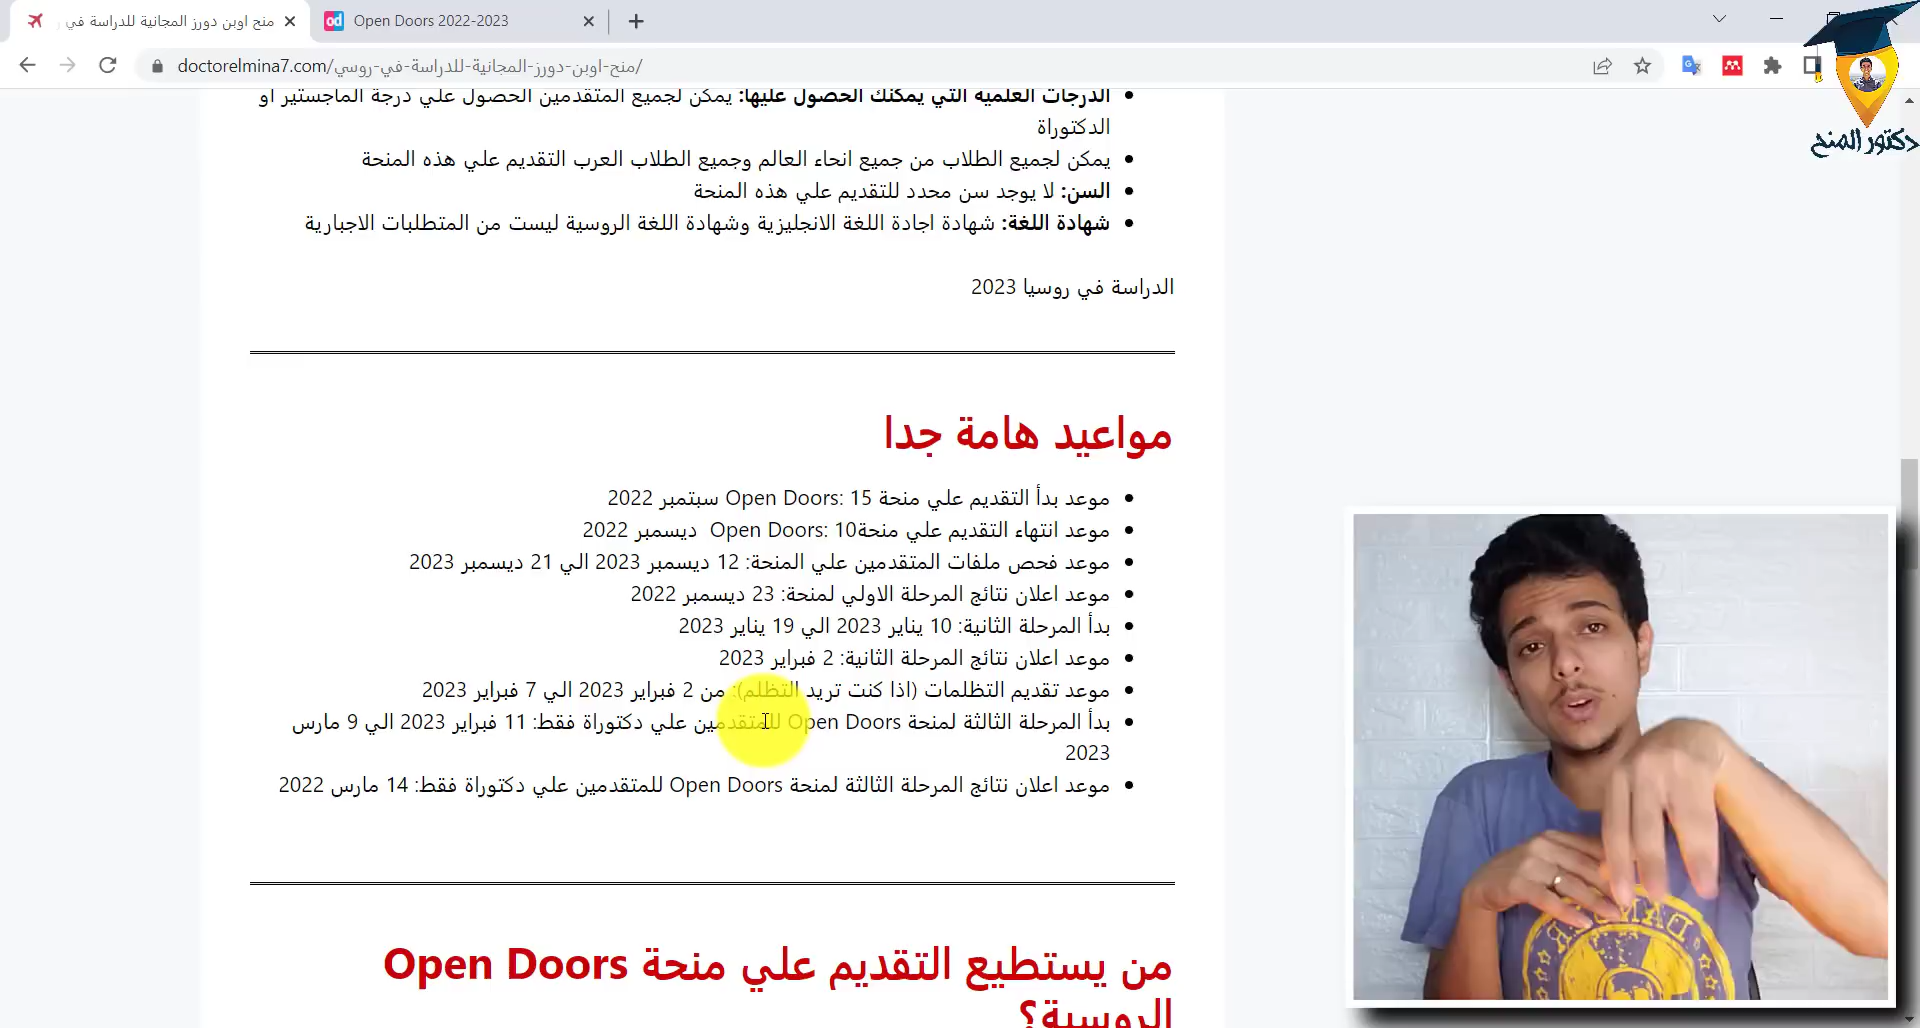 منح اوبن دورز المجانية للدراسة في ر
Open Doors 2022-2023
doctorelmina7.com/منح-اوبن-دورز-المجانية-للدراسة-في-روسي/
دكتور المنح
الدرجات العلمية التي يمكنك الحصول عليها: يمكن لجميع المتقدمين الحصول علي درجة الماجستير او
الدكتوراة
يمكن لجميع الطلاب من جميع انحاء العالم وجميع الطلاب العرب التقديم علي هذه المنحة
السن: لا يوجد سن محدد للتقديم علي هذه المنحة
شهادة اللغة: شهادة اجادة اللغة الانجليزية وشهادة اللغة الروسية ليست من المتطلبات الاجبارية
الدراسة في روسيا 2023
مواعيد هامة جدا
موعد بدأ التقديم علي منحة Open Doors: 15 سبتمبر 2022
موعد انتهاء التقديم علي منحةOpen Doors: 10 ديسمبر 2022
موعد فحص ملفات المتقدمين علي المنحة: 12 ديسمبر 2023 الي 21 ديسمبر 2023
موعد اعلان نتائج المرحلة الاولي لمنحة: 23 ديسمبر 2022
بدأ المرحلة الثانية: 10 يناير 2023 الي 19 يناير 2023
موعد اعلان نتائج المرحلة الثانية: 2 فبراير 2023
موعد تقديم التظلمات (اذا كنت تريد التظلم): من 2 فبراير 2023 الي 7 فبراير 2023
بدأ المرحلة الثالثة لمنحة Open Doors للمتقدمين علي دكتوراة فقط: 11 فبراير 2023 الي 9 مارس
2023
موعد اعلان نتائج المرحلة الثالثة لمنحة Open Doors للمتقدمين علي دكتوراة فقط: 14 مارس 2022
من يستطيع التقديم علي منحة Open Doors
الروسية؟